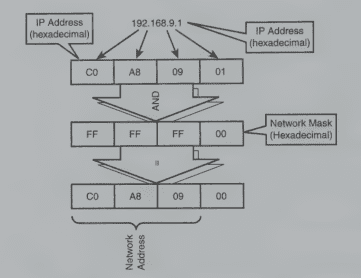 IP Address
(hexadecimal)
192.168.9.1
IP Address
(hexadecimal)
C0 A8 09 01
AND
FF FF FF 00
Network Mask
(Hexadecimal)
=
C0 A8 09 00
Network
Address